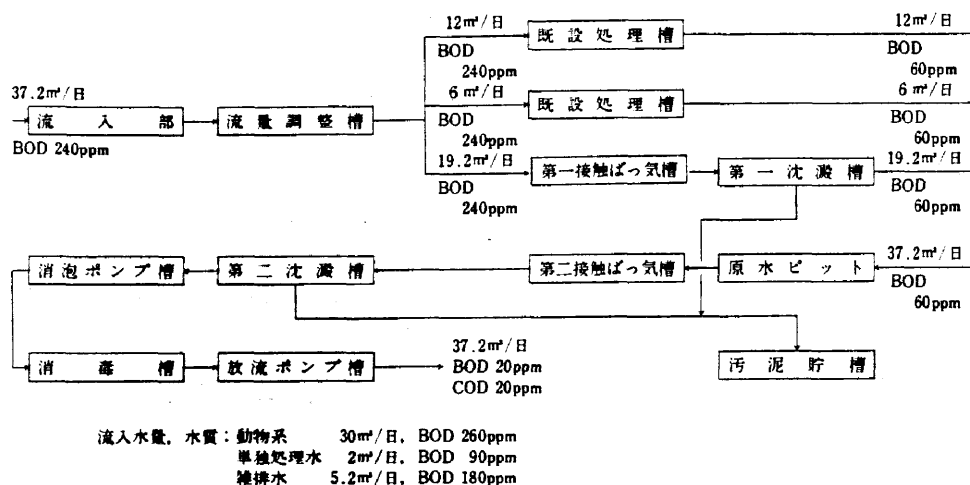 12㎥/日
既設処理槽
12㎥/日
BOD
240ppm
BOD
60ppm
37.2㎥/日
6㎥/日
既設処理槽
6㎥/日
流入部
流量調整槽
BOD 240ppm
BOD
240ppm
BOD
60ppm
19.2㎥/日
第一接触ばっ気槽
第一沈澱槽
19.2㎥/日
BOD
240ppm
BOD
60ppm
消泡ポンプ槽
第二沈澱槽
第二接触ばっ気槽
原水ピット
37.2㎥/日
BOD
60ppm
消毒槽
放流ポンプ槽
37.2㎥/日
BOD 20ppm
COD 20ppm
汚泥貯槽
流入水量,水質:動物系 30㎥/日,BOD 260ppm
単独処理水 2㎥/日,BOD 90ppm
雑排水 5.2㎥/日,BOD 180ppm